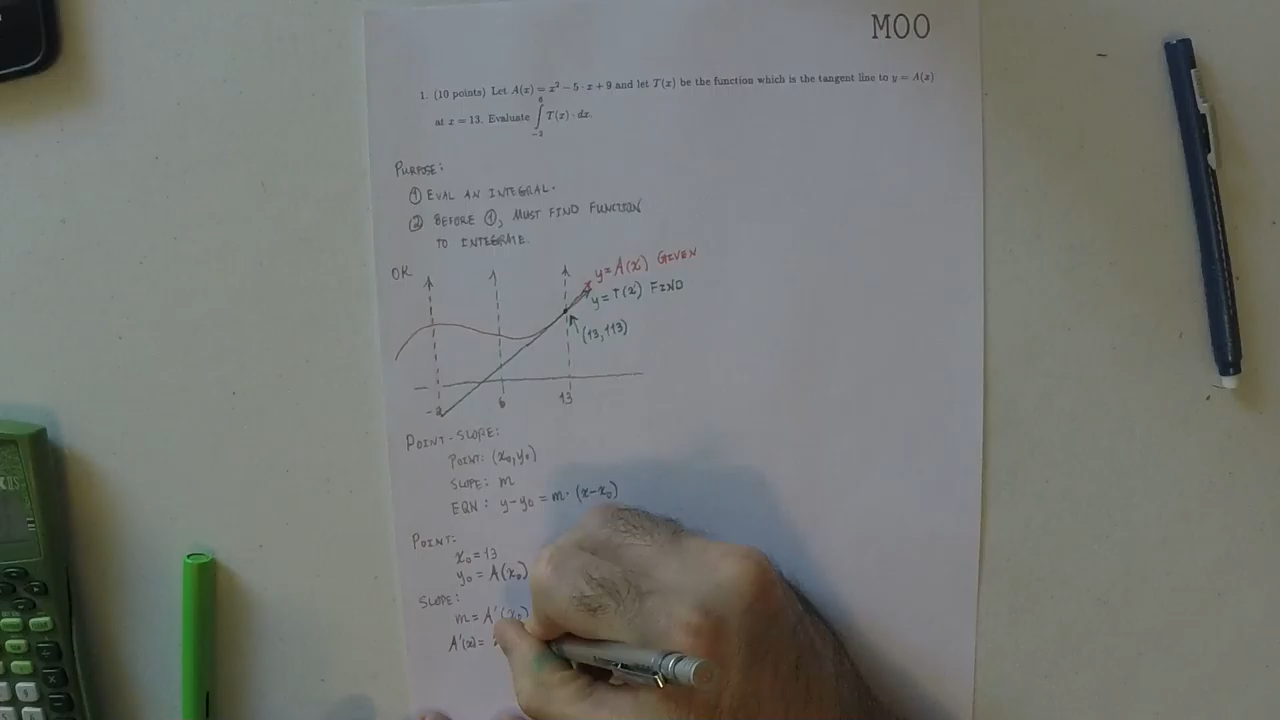 MOO
1. (10 points) Let A(x) = x² − 5 · x + 9 and let T(x) be the function which is the tangent line to y = A(x)
at x = 13. Evaluate ∫_{-2}^{6} T(x) · dx.
PURPOSE:
① EVAL AN INTEGRAL.
② BEFORE ①, MUST FIND FUNCTION
TO INTEGRATE.
OK
y=A(x) GIVEN
y=T(x) FIND
(13,113)
-2 6 13
POINT-SLOPE:
POINT: (x₀,y₀)
SLOPE: m
EQN: y-y₀ = m·(x-x₀)
POINT:
x₀=13
y₀=A(x₀)
SLOPE:
m=A'(x₀)
A'(x)=